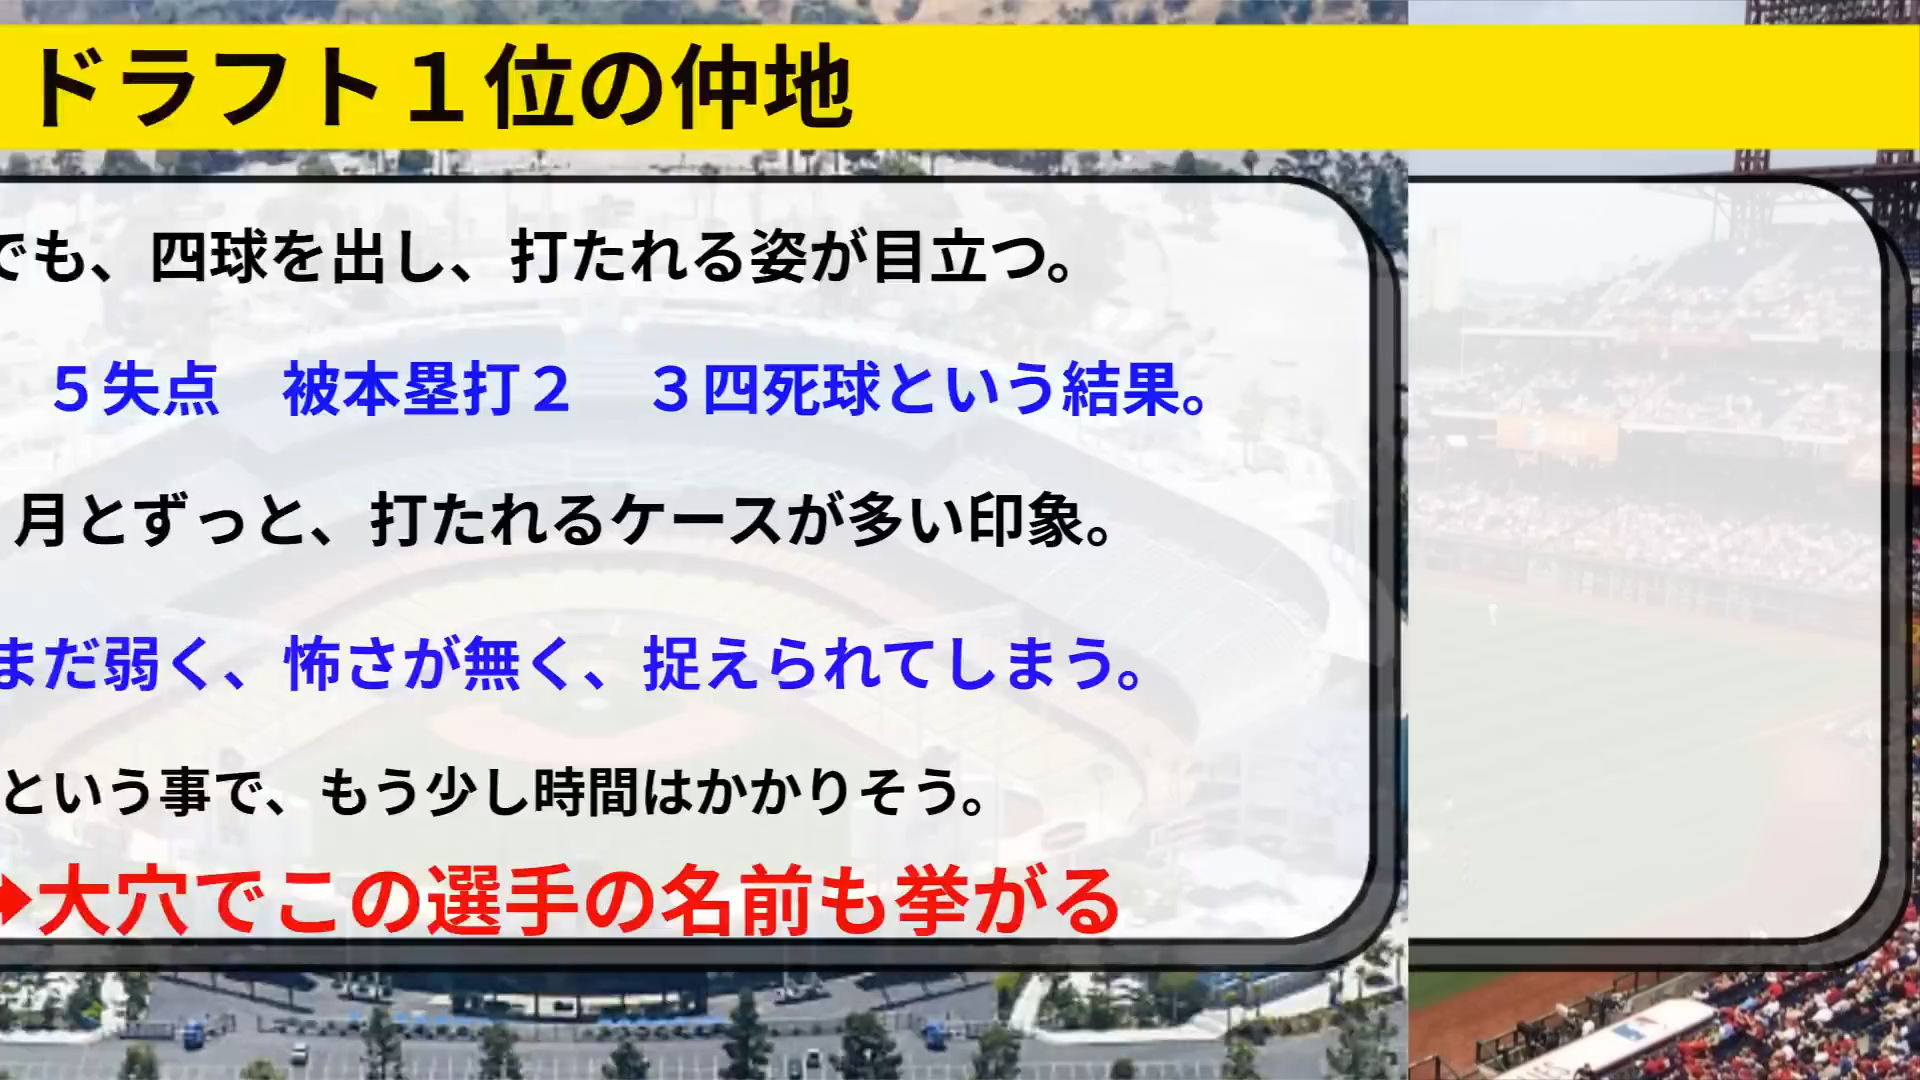 ドラフト１位の仲地
でも、四球を出し、打たれる姿が目立つ。
５失点　被本塁打２　３四死球という結果。
月とずっと、打たれるケースが多い印象。
まだ弱く、怖さが無く、捉えられてしまう。
という事で、もう少し時間はかかりそう。
➡大穴でこの選手の名前も挙がる